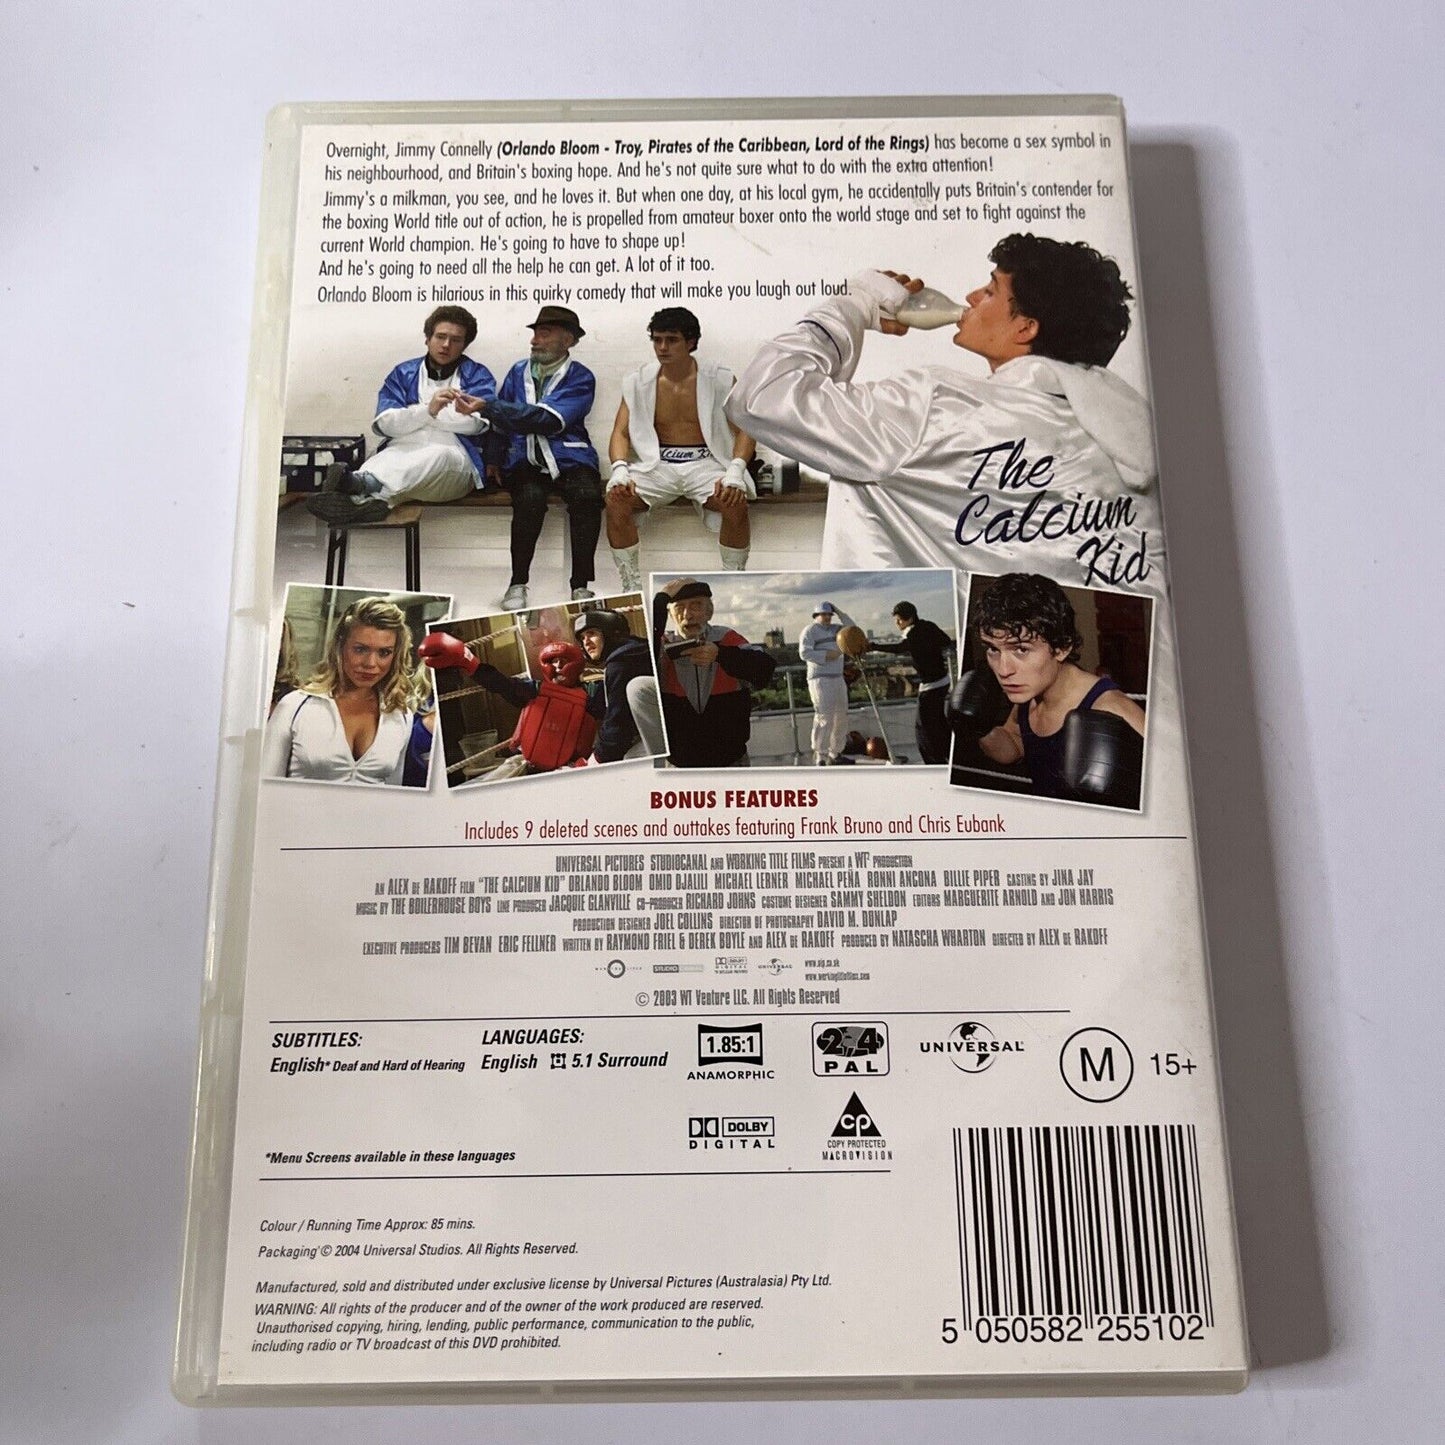 Overnight, Jimmy Connelly (Orlando Bloom - Troy, Pirates of the Caribbean, Lord of the Rings) has become a sex symbol in
his neighbourhood, and Britain's boxing hope. And he's not quite sure what to do with the extra attention!
Jimmy's a milkman, you see, and he loves it. But when one day, at his local gym, he accidentally puts Britain's contender for
the boxing World title out of action, he is propelled from amateur boxer onto the world stage and set to fight against the
current World champion. He's going to have to shape up!
And he's going to need all the help he can get. A lot of it too.
Orlando Bloom is hilarious in this quirky comedy that will make you laugh out loud.
The
Calcium
Kid
BONUS FEATURES
Includes 9 deleted scenes and outtakes featuring Frank Bruno and Chris Eubank
UNIVERSAL PICTURES STUDIOCANAL AND WORKING TITLE FILMS PRESENT A WT² PRODUCTION
AN ALEX DE RAKOFF FILM "THE CALCIUM KID" ORLANDO BLOOM OMID DJALILI MICHAEL LERNER MICHAEL PEÑA RONNI ANCONA BILLIE PIPER CASTING BY JINA JAY
MUSIC BY THE BOILERHOUSE BOYS LINE PRODUCER JACQUIE GLANVILLE CO-PRODUCER RICHARD JOHNS COSTUME DESIGNER SAMMY SHELDON EDITORS MARGUERITE ARNOLD AND JON HARRIS
PRODUCTION DESIGNER JOEL COLLINS DIRECTOR OF PHOTOGRAPHY DAVID M. DUNLAP
EXECUTIVE PRODUCERS TIM BEVAN ERIC FELLNER WRITTEN BY RAYMOND FRIEL & DEREK BOYLE AND ALEX DE RAKOFF PRODUCED BY NATASCHA WHARTON DIRECTED BY ALEX DE RAKOFF
STUDIOCANAL DOLBY DIGITAL UNIVERSAL www.uip.co.uk
www.workingtitlefilms.com
© 2003 WT Venture LLC. All Rights Reserved
SUBTITLES:
English* Deaf and Hard of Hearing
LANGUAGES:
English 5.1 Surround
1.85:1
ANAMORPHIC
2,4
PAL
UNIVERSAL
M 15+
DOLBY
DIGITAL
cp
COPY PROTECTED
MACROVISION
*Menu Screens available in these languages
Colour / Running Time Approx: 85 mins.
Packaging © 2004 Universal Studios. All Rights Reserved.
Manufactured, sold and distributed under exclusive license by Universal Pictures (Australasia) Pty Ltd.
WARNING: All rights of the producer and of the owner of the work produced are reserved.
Unauthorised copying, hiring, lending, public performance, communication to the public,
including radio or TV broadcast of this DVD prohibited.
5 050582 255102